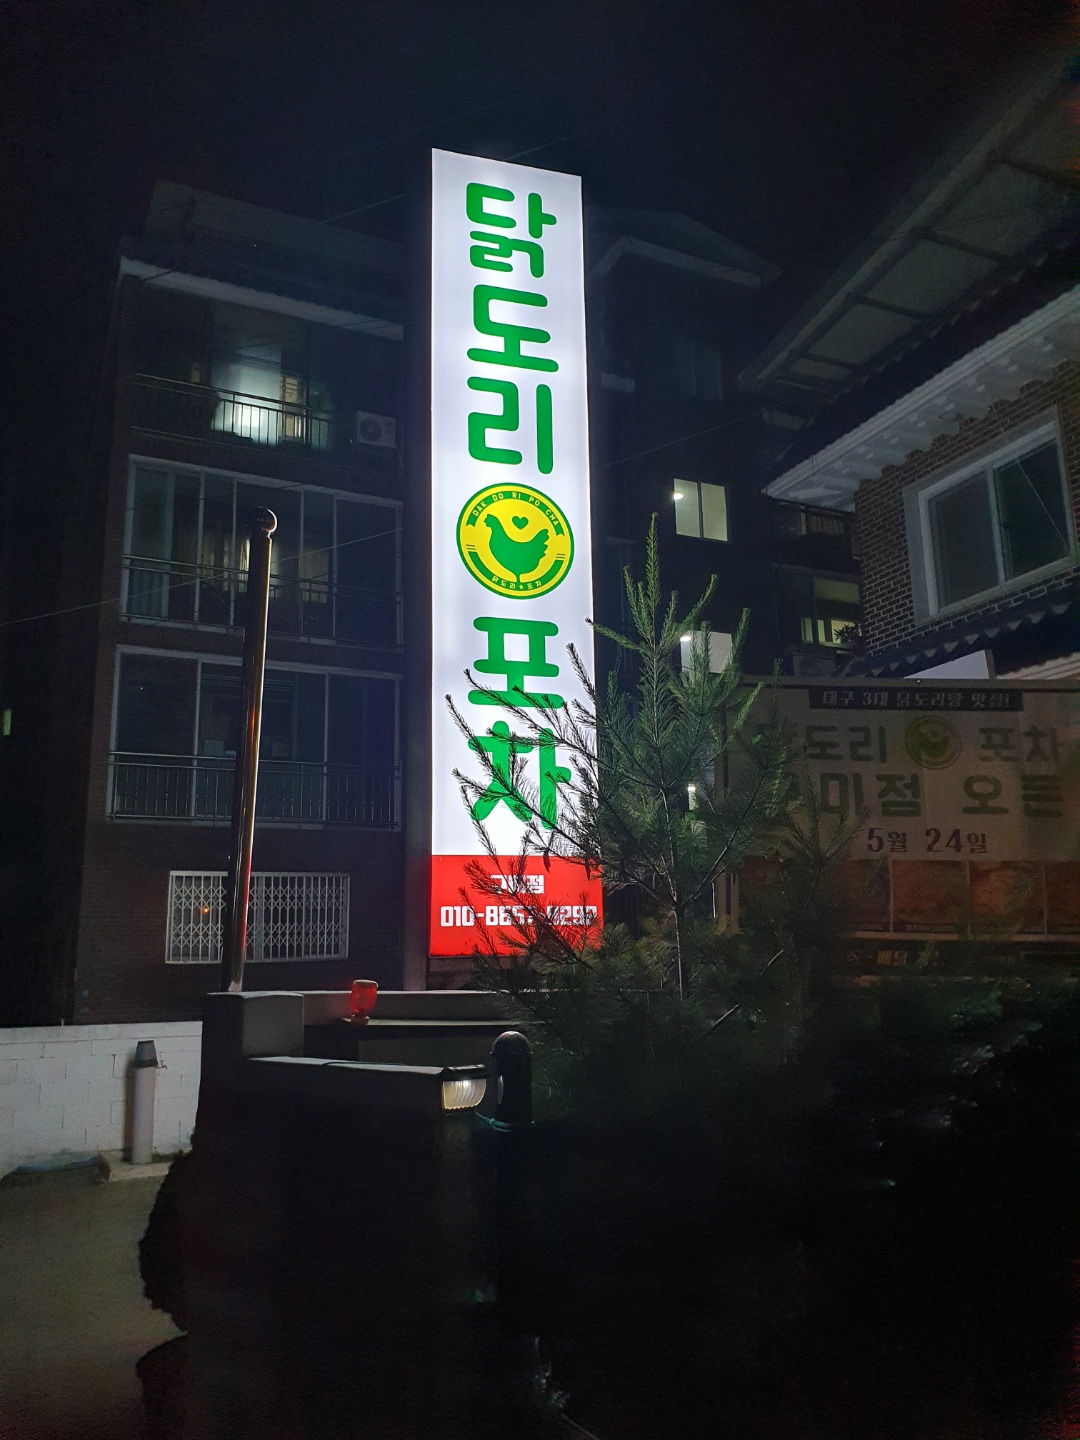 닭도리
DAK DO RI PO CHA
닭도리★포차
포차
구미점
대구 3대 닭도리탕 맛집!
도리 포차
미점 오픈
5월 24일
배달